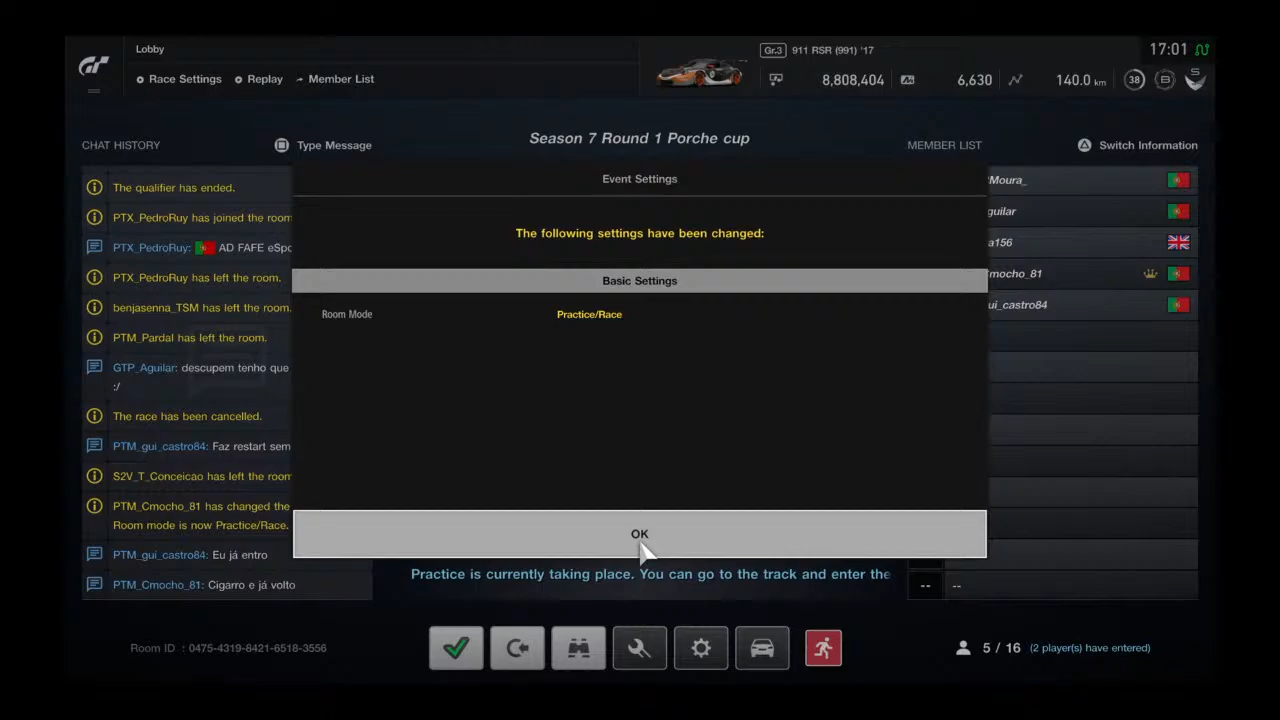 Lobby
Race Settings Replay Member List
Gr.3 911 RSR (991) '17
8,808,404 6,630 140.0 km 38 B S
17:01
CHAT HISTORY
Type Message
Season 7 Round 1 Porche cup
MEMBER LIST
Switch Information
The qualifier has ended.
PTX_PedroRuy has joined the room
PTX_PedroRuy: AD FAFE eSpo
PTX_PedroRuy has left the room.
benjasenna_TSM has left the room.
PTM_Pardal has left the room.
GTP_Aguilar: descupem tenho que
:/
The race has been cancelled.
PTM_gui_castro84: Faz restart sem
S2V_T_Conceicao has left the room
PTM_Cmocho_81 has changed the
Room mode is now Practice/Race.
PTM_gui_castro84: Eu já entro
PTM_Cmocho_81: Cigarro e já volto
Event Settings
The following settings have been changed:
Basic Settings
Room Mode Practice/Race
OK
Practice is currently taking place. You can go to the track and enter the
Moura_
guilar
a156
mocho_81
gui_castro84
-- --
Room ID : 0475-4319-8421-6518-3556
5 / 16 (2 player(s) have entered)